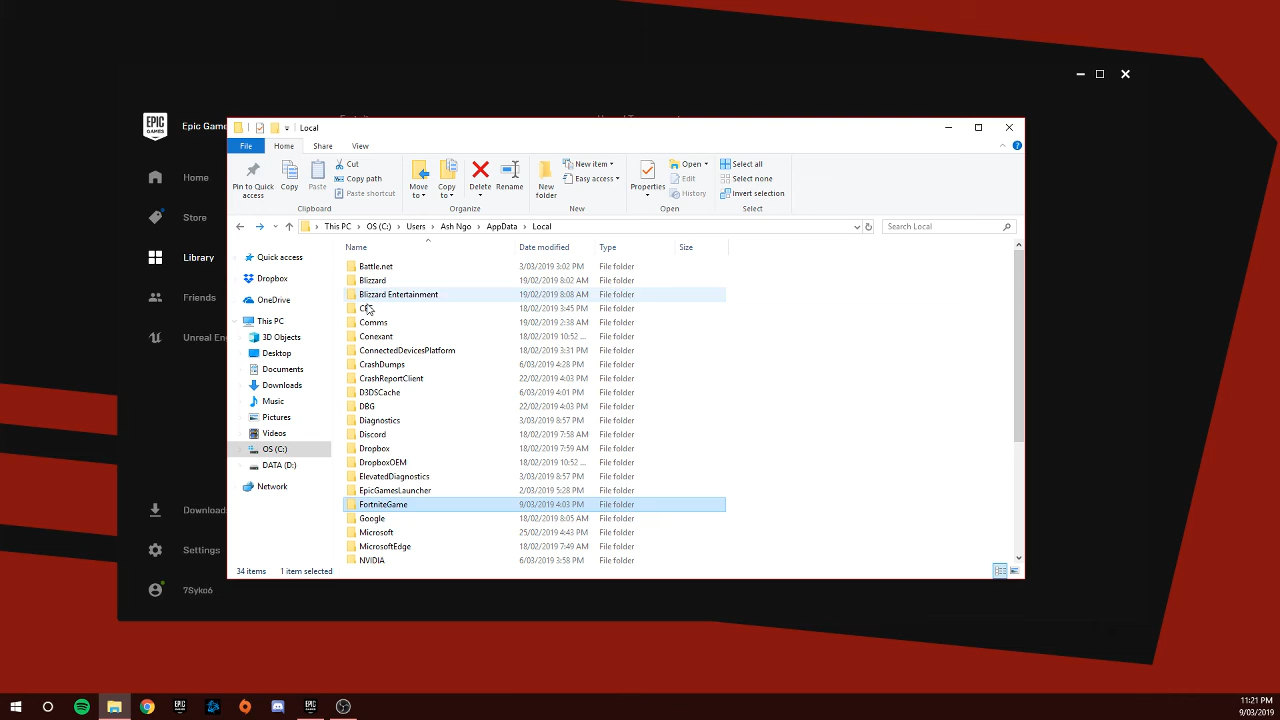 EPIC
GAMES
Epic Game
Home
Store
Library
Friends
Unreal Eng
Download
Settings
7Syko6
Local
File
Home
Share
View
Pin to Quick
access
Copy
Paste
Cut
Copy path
Paste shortcut
Clipboard
Move
to
Copy
to
Delete
Rename
Organize
New
folder
New item
Easy access
New
Properties
Open
Edit
History
Open
Select all
Select none
Invert selection
Select
This PC > OS (C:) > Users > Ash Ngo > AppData > Local
Search Local
Quick access
Dropbox
OneDrive
This PC
3D Objects
Desktop
Documents
Downloads
Music
Pictures
Videos
OS (C:)
DATA (D:)
Network
Name Date modified Type Size
Battle.net 3/03/2019 3:02 PM File folder
Blizzard 19/02/2019 8:02 AM File folder
Blizzard Entertainment 19/02/2019 8:08 AM File folder
18/02/2019 3:45 PM File folder
Comms 19/02/2019 2:38 AM File folder
Conexant 18/02/2019 10:52 ... File folder
ConnectedDevicesPlatform 18/02/2019 3:31 PM File folder
CrashDumps 6/03/2019 4:28 PM File folder
CrashReportClient 22/02/2019 4:03 PM File folder
D3DSCache 6/03/2019 4:01 PM File folder
DBG 22/02/2019 4:03 PM File folder
Diagnostics 3/03/2019 8:57 PM File folder
Discord 18/02/2019 7:58 AM File folder
Dropbox 18/02/2019 7:59 AM File folder
DropboxOEM 18/02/2019 10:52 ... File folder
ElevatedDiagnostics 3/03/2019 8:57 PM File folder
EpicGamesLauncher 2/03/2019 5:28 PM File folder
FortniteGame 9/03/2019 4:03 PM File folder
Google 18/02/2019 8:05 AM File folder
Microsoft 25/02/2019 4:43 PM File folder
MicrosoftEdge 18/02/2019 7:49 AM File folder
NVIDIA 6/03/2019 3:58 PM File folder
34 items 1 item selected
11:21 PM
9/03/2019